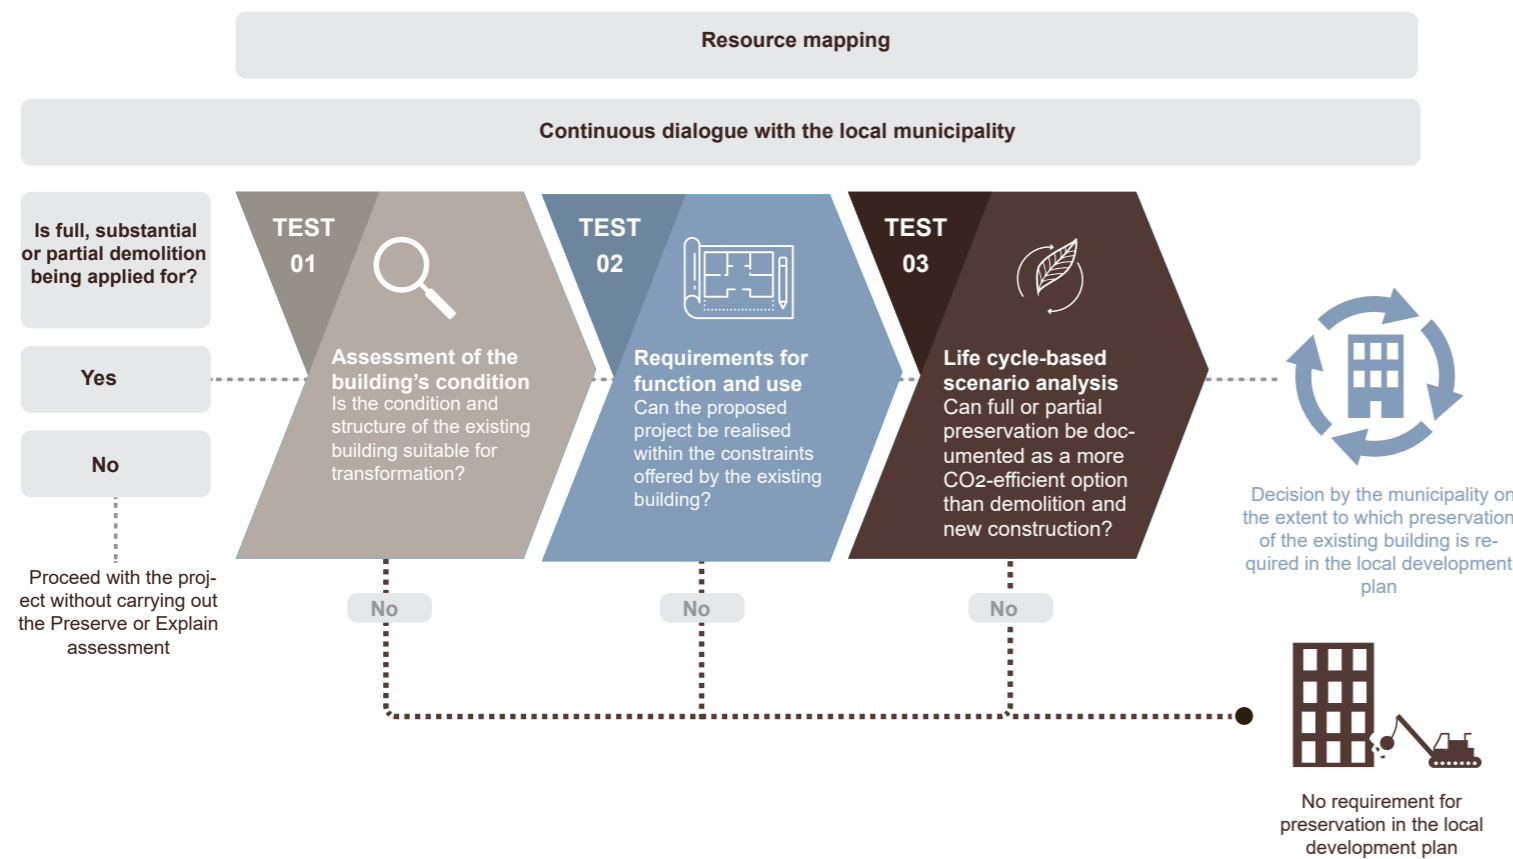 Resource mapping
Continuous dialogue with the local municipality
Is full, substantial
or partial demolition
being applied for?
Yes
No
Proceed with the proj-
ect without carrying out
the Preserve or Explain
assessment
TEST
01
Assessment of the
building's condition
Is the condition and
structure of the existing
building suitable for
transformation?
No
TEST
02
Requirements for
function and use
Can the proposed
project be realised
within the constraints
offered by the existing
building?
No
TEST
03
Life cycle-based
scenario analysis
Can full or partial
preservation be doc-
umented as a more
CO2-efficient option
than demolition and
new construction?
No
Decision by the municipality on
the extent to which preservation
of the existing building is re-
quired in the local development
plan
No requirement for
preservation in the local
development plan